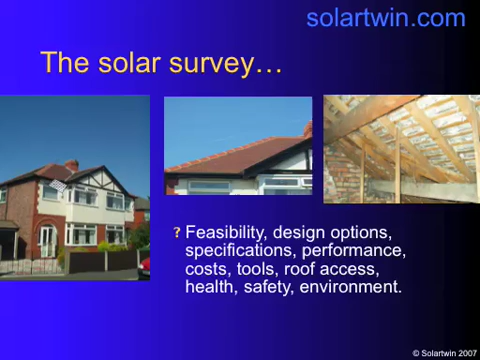 solartwin.com
The solar survey…
? Feasibility, design options,
specifications, performance,
costs, tools, roof access,
health, safety, environment.
© Solartwin 2007